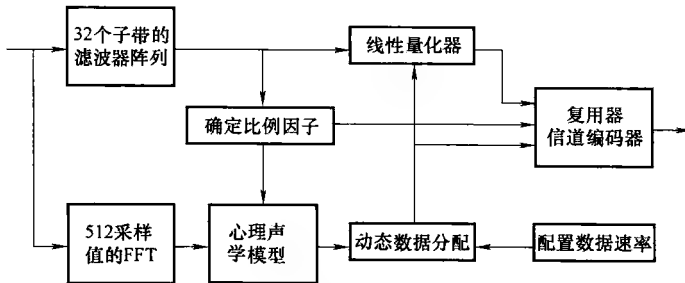 32个子带的
滤波器阵列
线性量化器
确定比例因子
复用器
信道编码器
512采样
值的FFT
心理声
学模型
动态数据分配
配置数据速率